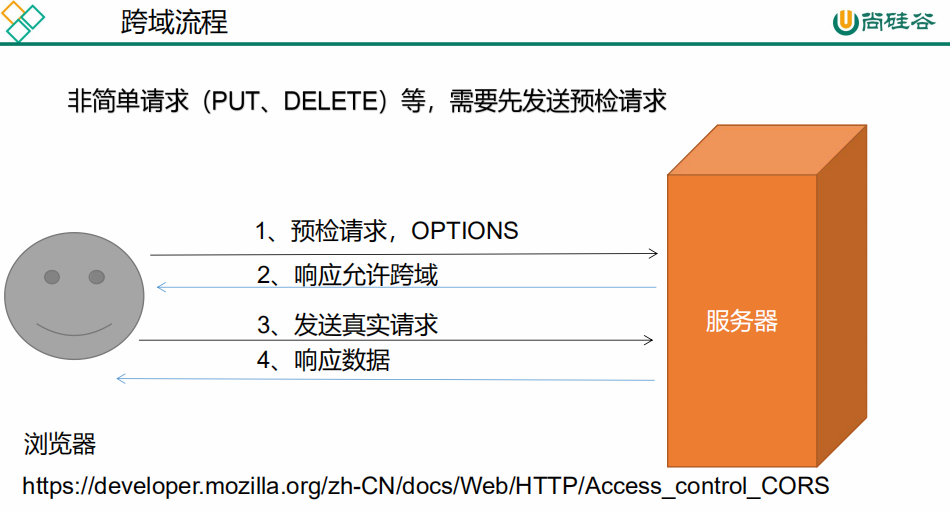 跨域流程
尚硅谷
非简单请求（PUT、DELETE）等，需要先发送预检请求
1、预检请求，OPTIONS
2、响应允许跨域
3、发送真实请求
4、响应数据
服务器
浏览器
https://developer.mozilla.org/zh-CN/docs/Web/HTTP/Access_control_CORS